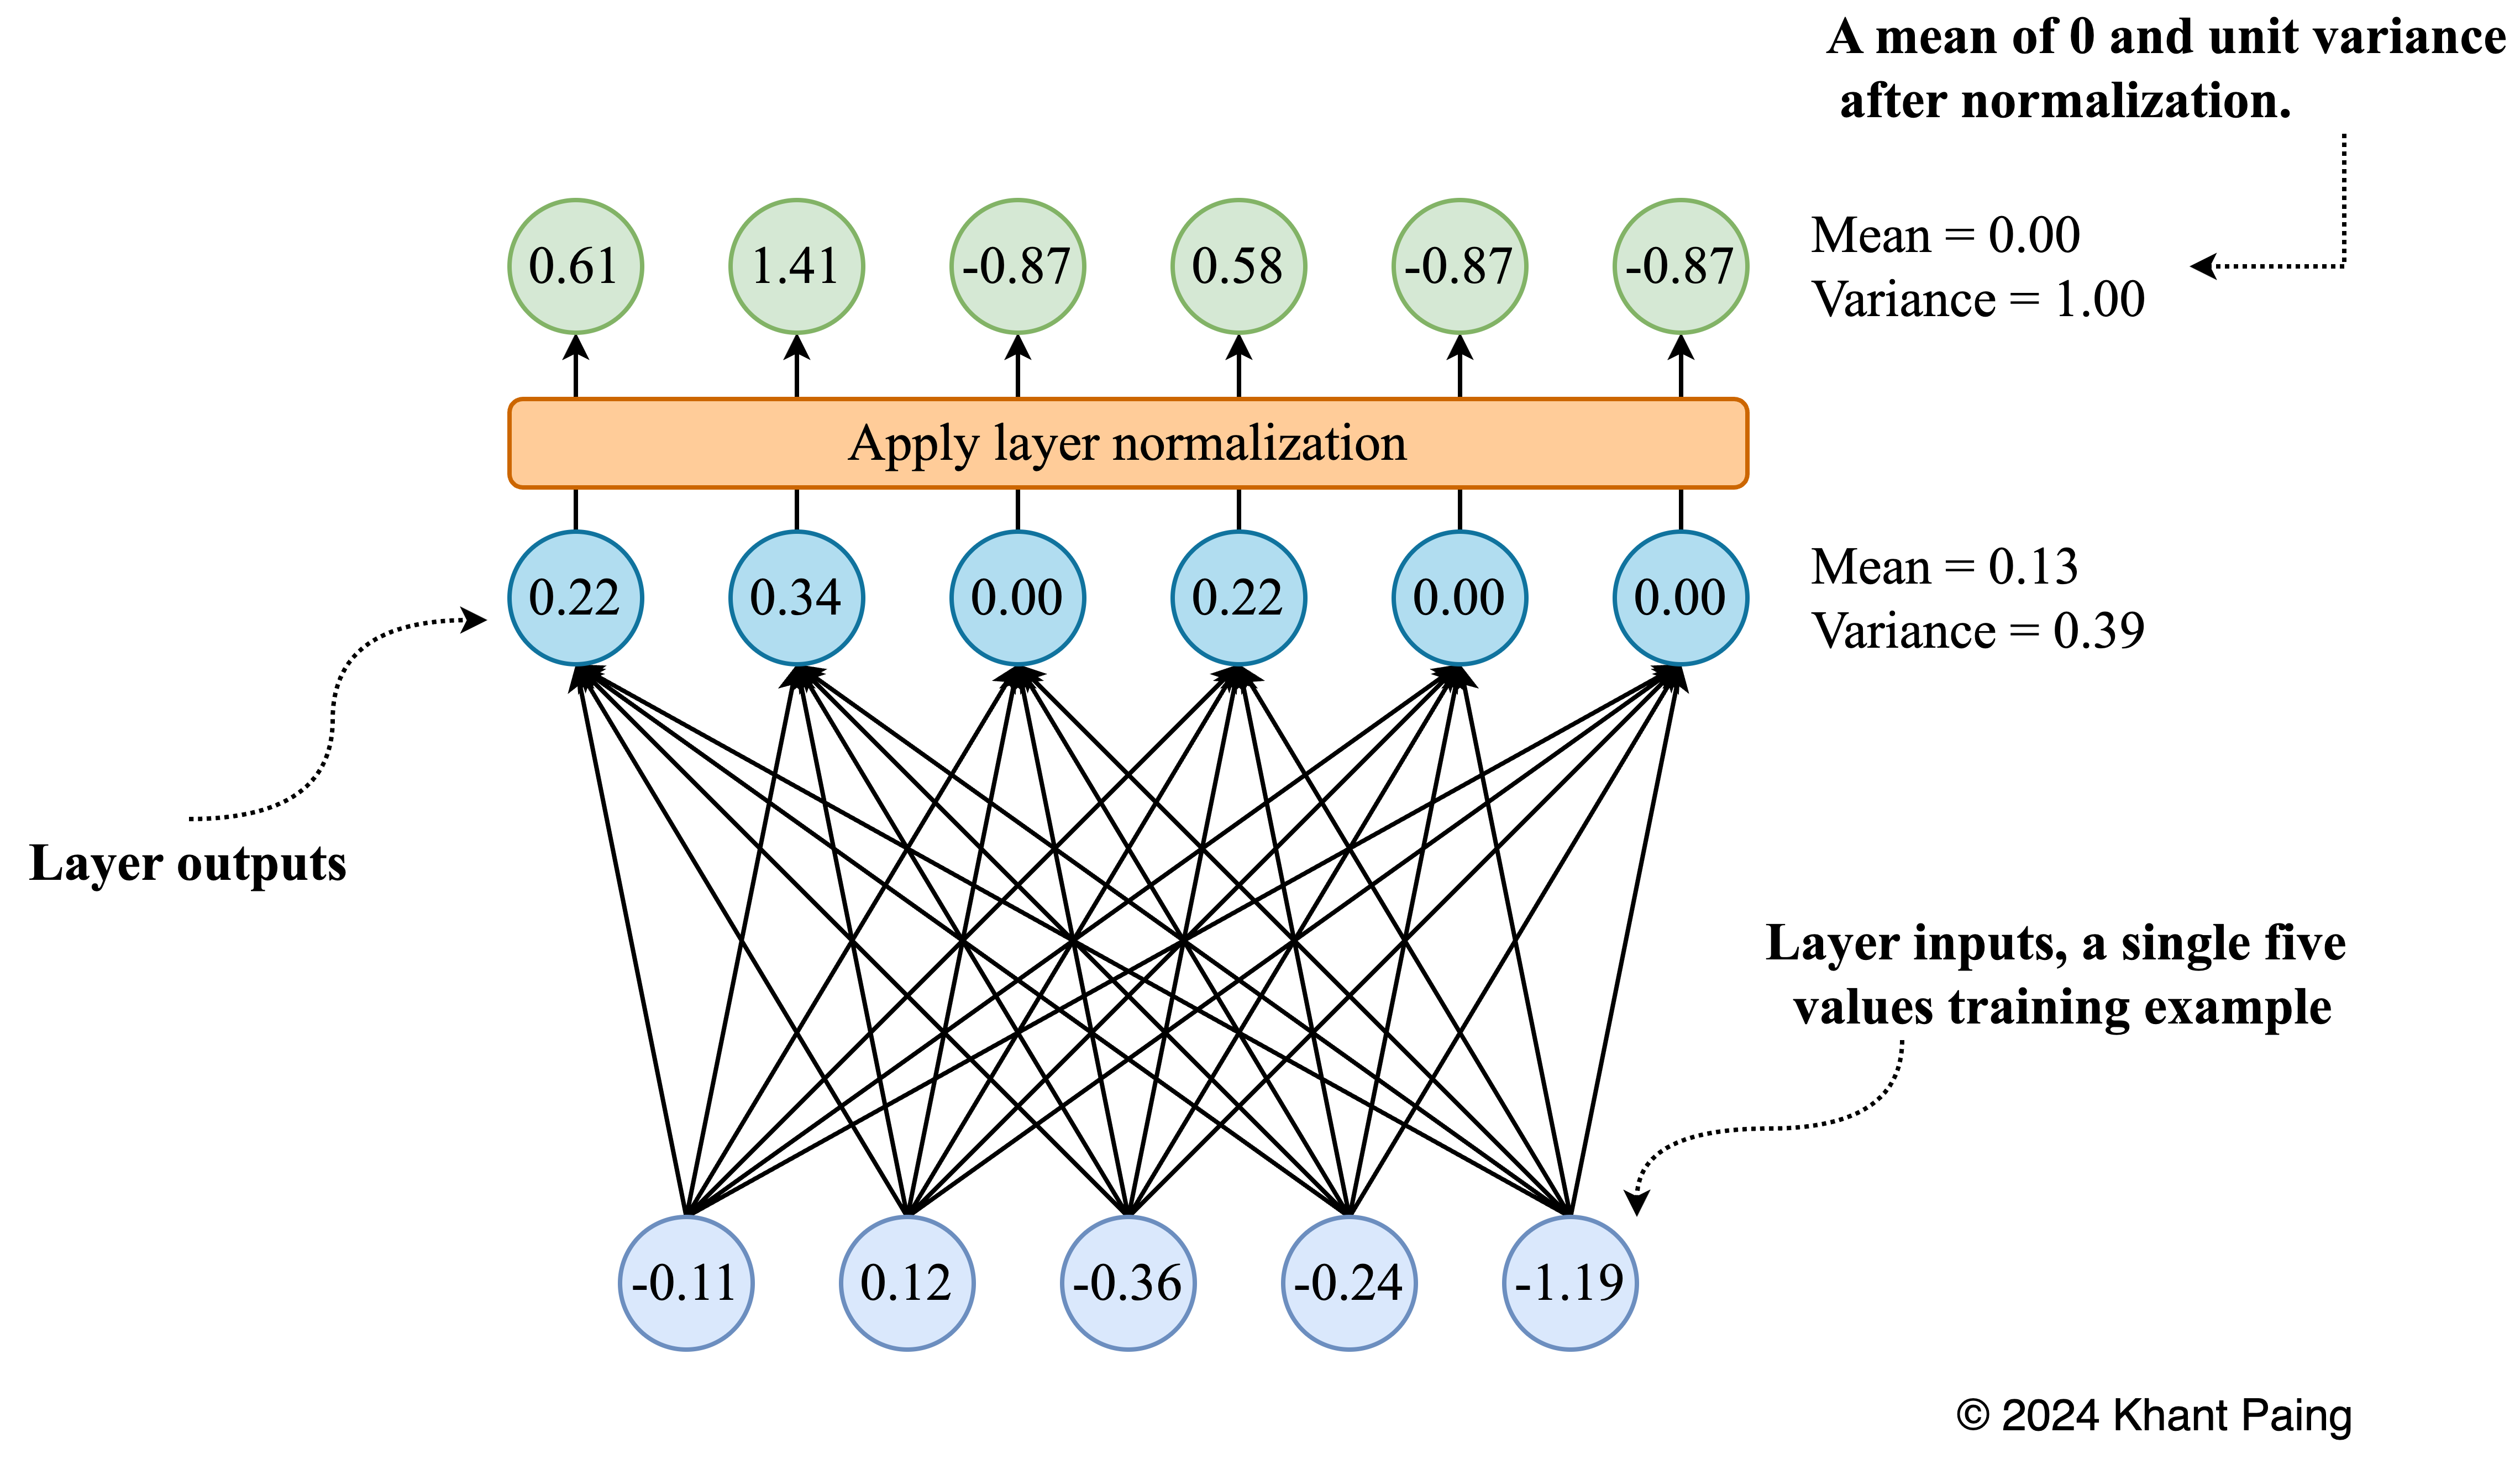 A mean of 0 and unit variance
after normalization.
0.61 1.41 -0.87 0.58 -0.87 -0.87
Mean = 0.00
Variance = 1.00
Apply layer normalization
0.22 0.34 0.00 0.22 0.00 0.00
Mean = 0.13
Variance = 0.39
Layer outputs
Layer inputs, a single five
values training example
-0.11 0.12 -0.36 -0.24 -1.19
© 2024 Khant Paing